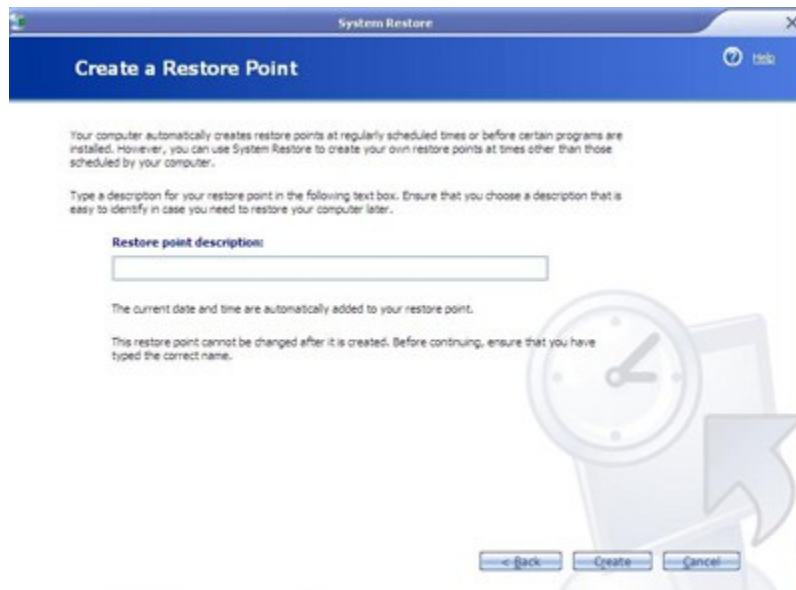 System Restore
Create a Restore Point
Help
Your computer automatically creates restore points at regularly scheduled times or before certain programs are
installed. However, you can use System Restore to create your own restore points at times other than those
scheduled by your computer.
Type a description for your restore point in the following text box. Ensure that you choose a description that is
easy to identify in case you need to restore your computer later.
Restore point description:
The current date and time are automatically added to your restore point.
This restore point cannot be changed after it is created. Before continuing, ensure that you have
typed the correct name.
< Back Create Cancel